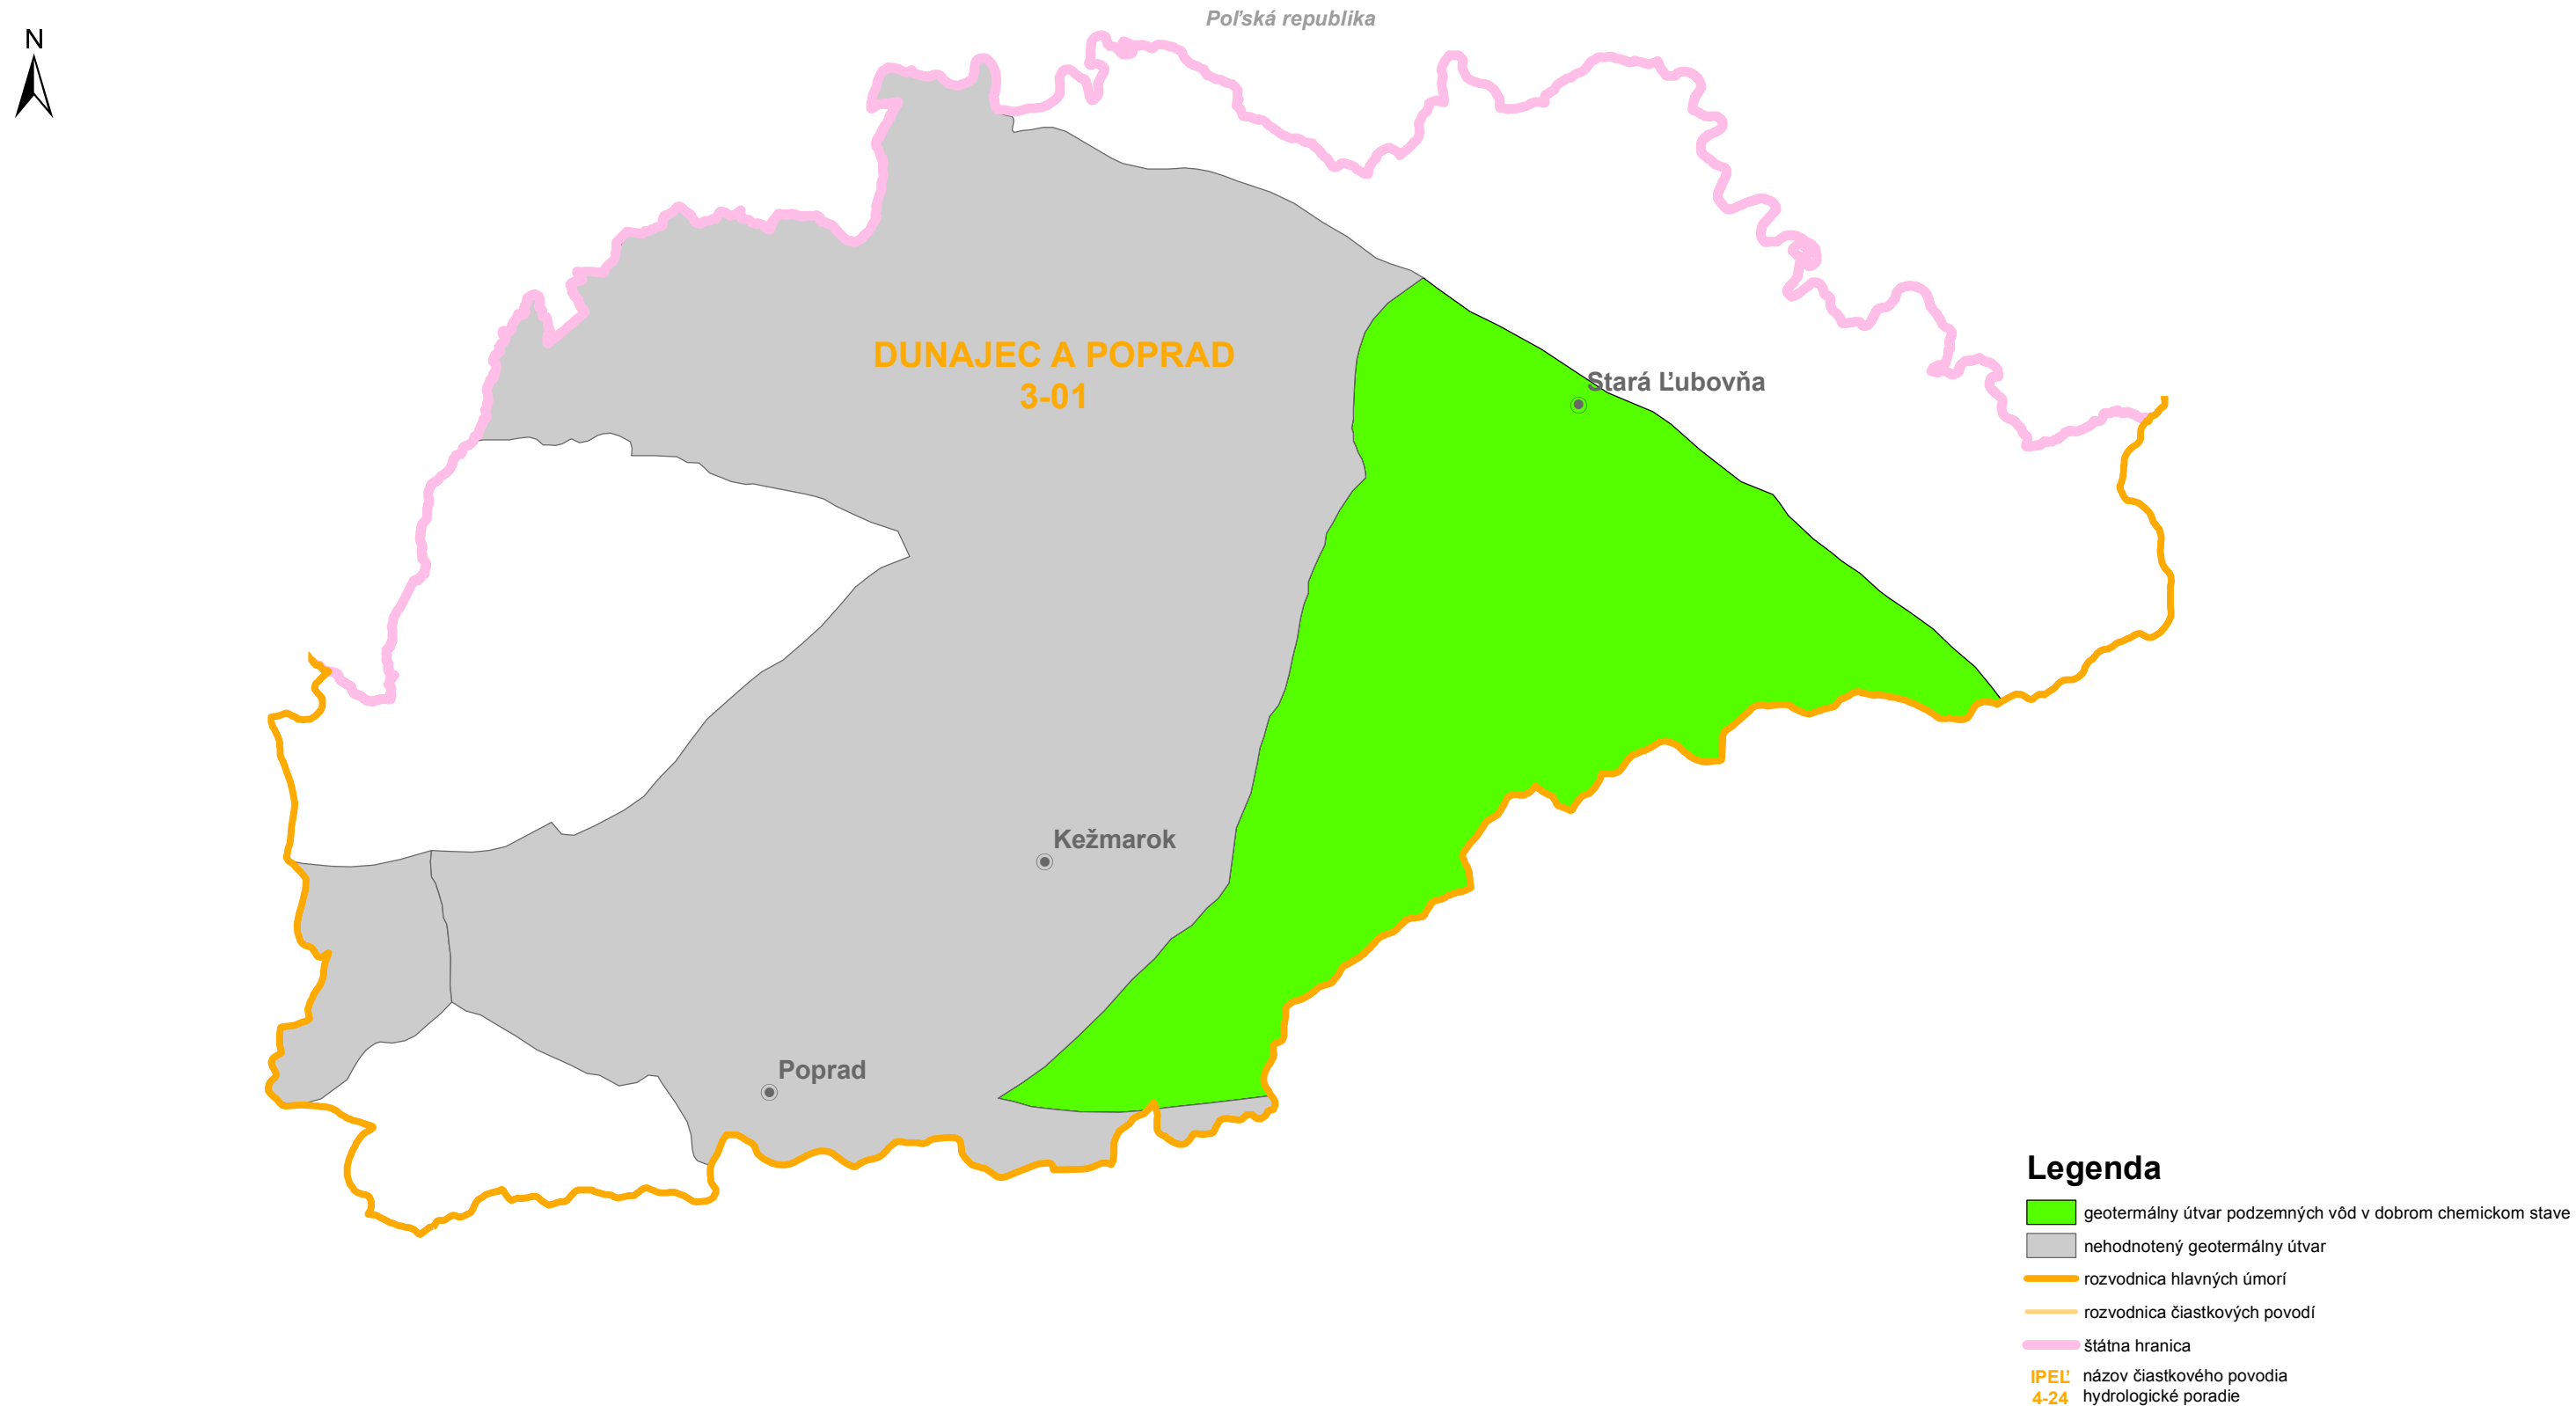 Poľská republika
N
DUNAJEC A POPRAD
3-01
Stará Ľubovňa
Kežmarok
Poprad
Legenda
geotermálny útvar podzemných vôd v dobrom chemickom stave
nehodnotený geotermálny útvar
rozvodnica hlavných úmorí
rozvodnica čiastkových povodí
štátna hranica
IPEĽ názov čiastkového povodia
4-24 hydrologické poradie